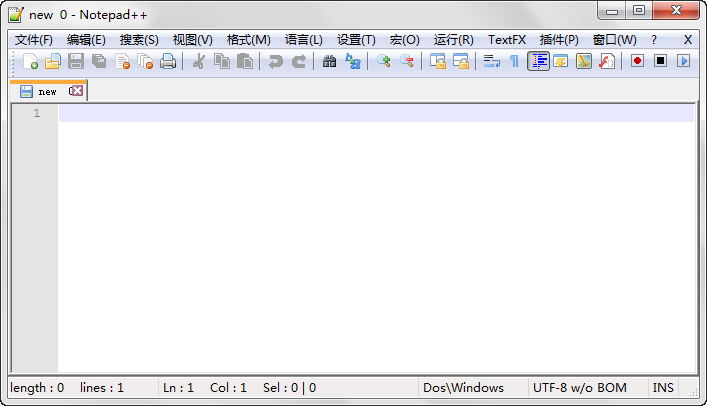 new 0 - Notepad++
文件(F) 编辑(E) 搜索(S) 视图(V) 格式(M) 语言(L) 设置(T) 宏(O) 运行(R) TextFX 插件(P) 窗口(W) ? X
new 0
1
length : 0 lines : 1 Ln : 1 Col : 1 Sel : 0 | 0 Dos\Windows UTF-8 w/o BOM INS